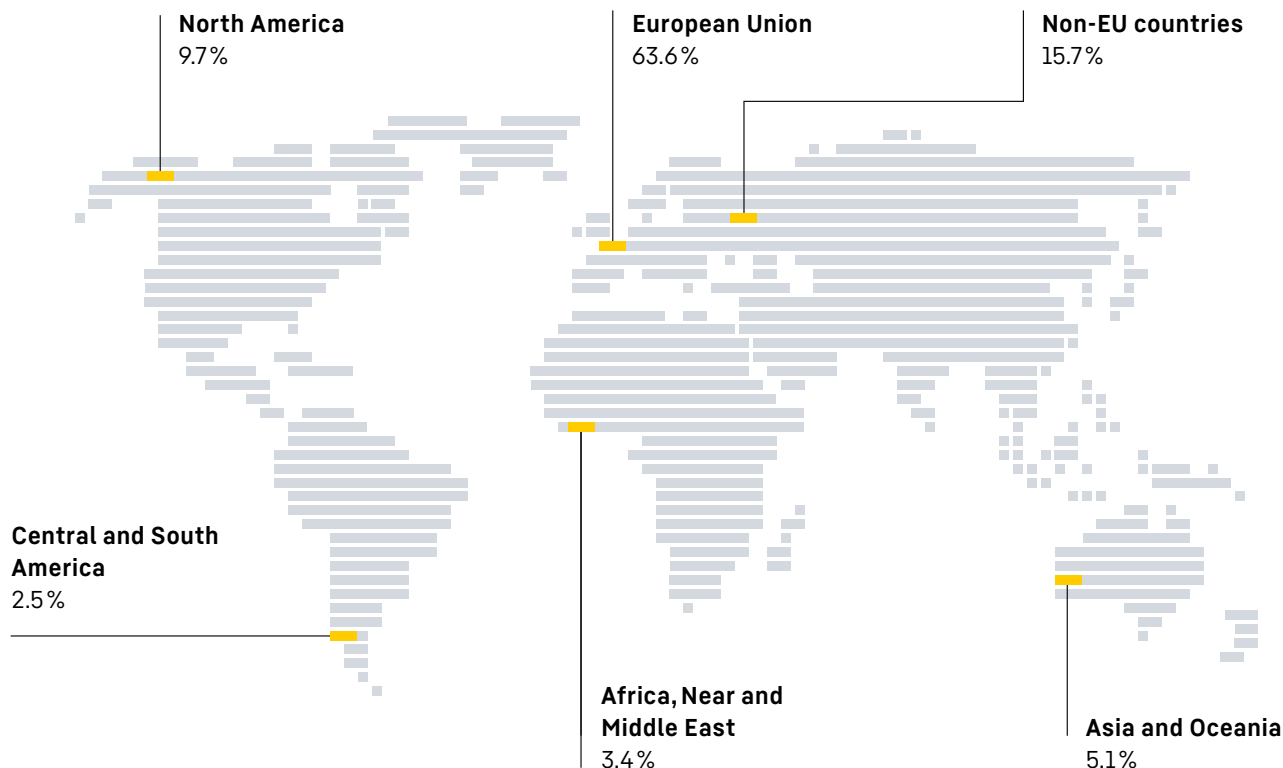 North America
9.7%
European Union
63.6%
Non-EU countries
15.7%
Central and South
America
2.5%
Africa, Near and
Middle East
3.4%
Asia and Oceania
5.1%